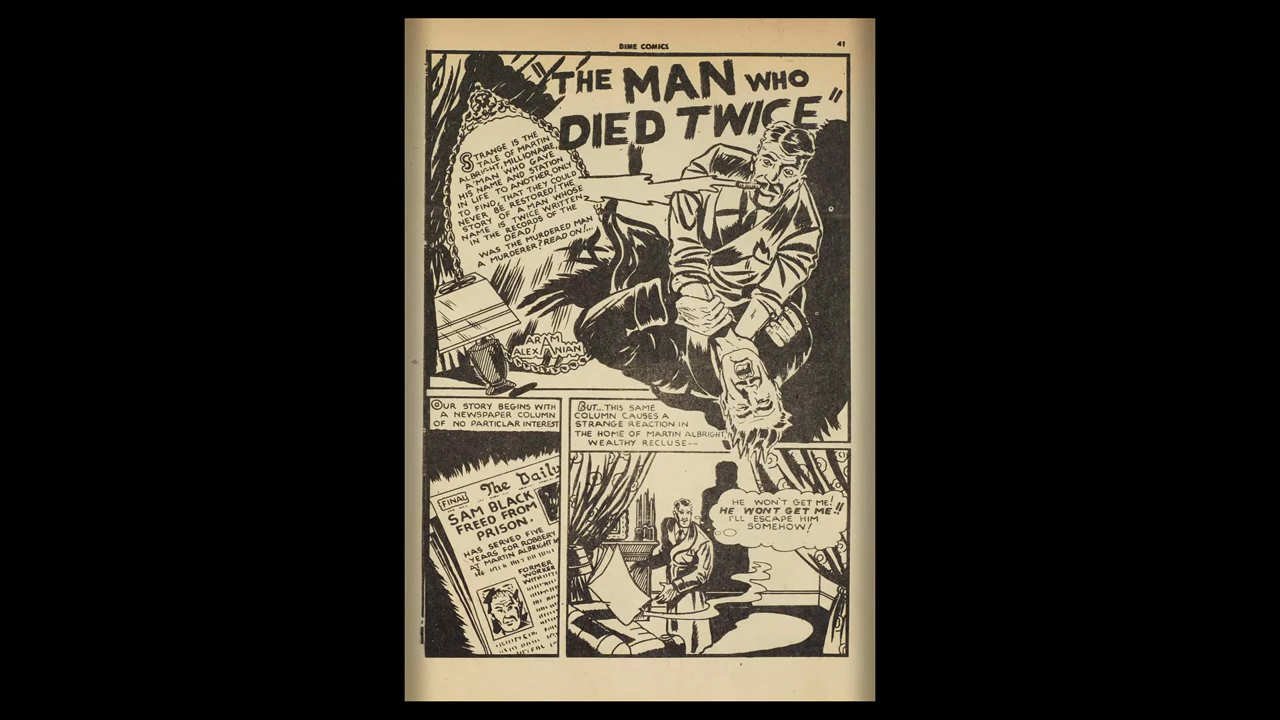 DIME COMICS
41
"THE MAN WHO
DIED TWICE"
STRANGE IS THE
TALE OF MARTIN
ALBRIGHT, MILLIONAIRE
A MAN WHO GAVE
HIS NAME AND STATION
IN LIFE TO ANOTHER, ONLY
TO FIND, THAT THEY COULD
NEVER BE RESTORED! THE
STORY OF A MAN WHOSE
NAME IS TWICE WRITTEN
IN THE RECORDS OF THE
DEAD!
WAS THE MURDERED MAN
A MURDERER? READ ON!...
ARAM
ALEXANIAN
OUR STORY BEGINS WITH
A NEWSPAPER COLUMN
OF NO PARTICLAR INTEREST
FINAL
The Daily
SAM BLACK
FREED FROM
PRISON.
HAS SERVED FIVE
YEARS FOR ROBBERY
AT MARTIN ALBRIGHT
HE
FORMER
WORKER
WITH
BUT... THIS SAME
COLUMN CAUSES A
STRANGE REACTION IN
THE HOME OF MARTIN ALBRIGHT,
WEALTHY RECLUSE--
HE WON'T GET ME!
HE WONT GET ME!!
I'LL ESCAPE HIM
SOMEHOW!